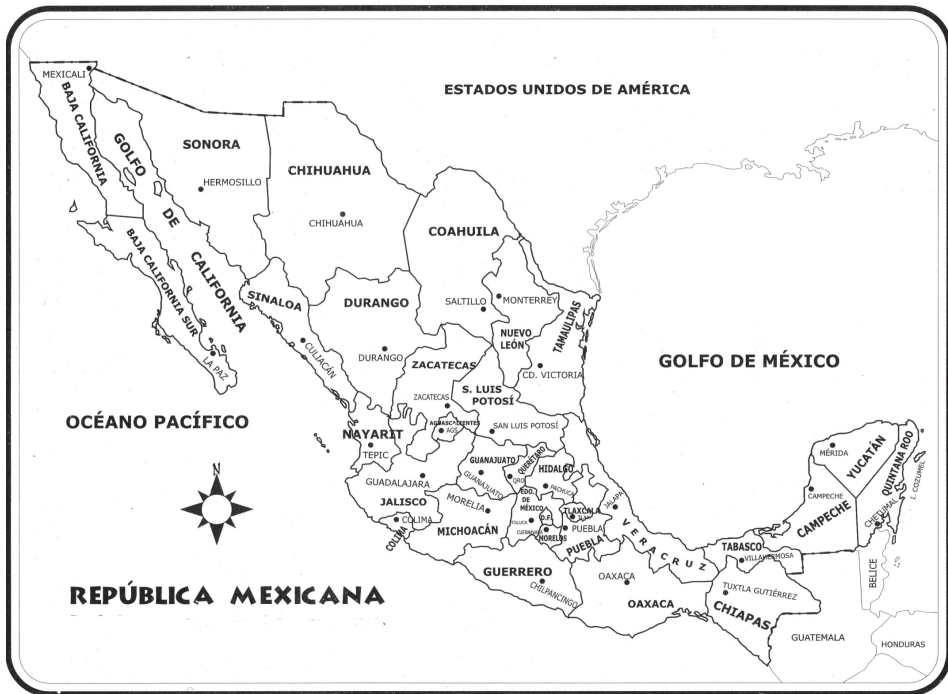 ESTADOS UNIDOS DE AMÉRICA
MEXICALI
BAJA CALIFORNIA
GOLFO
DE
CALIFORNIA
SONORA
HERMOSILLO
CHIHUAHUA
CHIHUAHUA
COAHUILA
BAJA CALIFORNIA SUR
LA PAZ
SINALOA
CULIACÁN
DURANGO
DURANGO
SALTILLO
MONTERREY
NUEVO
LEÓN
TAMAULIPAS
CD. VICTORIA
GOLFO DE MÉXICO
ZACATECAS
ZACATECAS
S. LUIS
POTOSÍ
SAN LUIS POTOSÍ
OCÉANO PACÍFICO
NAYARIT
TEPIC
AGS.
GUADALAJARA
JALISCO
GUANAJUATO
GUANAJUATO
QUERÉTARO
QRO
HIDALGO
PACHUCA
COLIMA
COLIMA
MORELIA
MICHOACÁN
EDO.
DE
MÉXICO
TOLUCA
D.F.
CUERNAVACA
MORELOS
TLAXCALA
TLAX.
PUEBLA
PUEBLA
JALAPA
VERACRUZ
GUERRERO
CHILPANCINGO
OAXACA
OAXACA
TABASCO
VILLAHERMOSA
TUXTLA GUTIÉRREZ
CHIAPAS
MÉRIDA
YUCATÁN
CAMPECHE
CAMPECHE
QUINTANA ROO
CHETUMAL
I. COZUMEL
BELICE
GUATEMALA
HONDURAS
N
REPÚBLICA MEXICANA